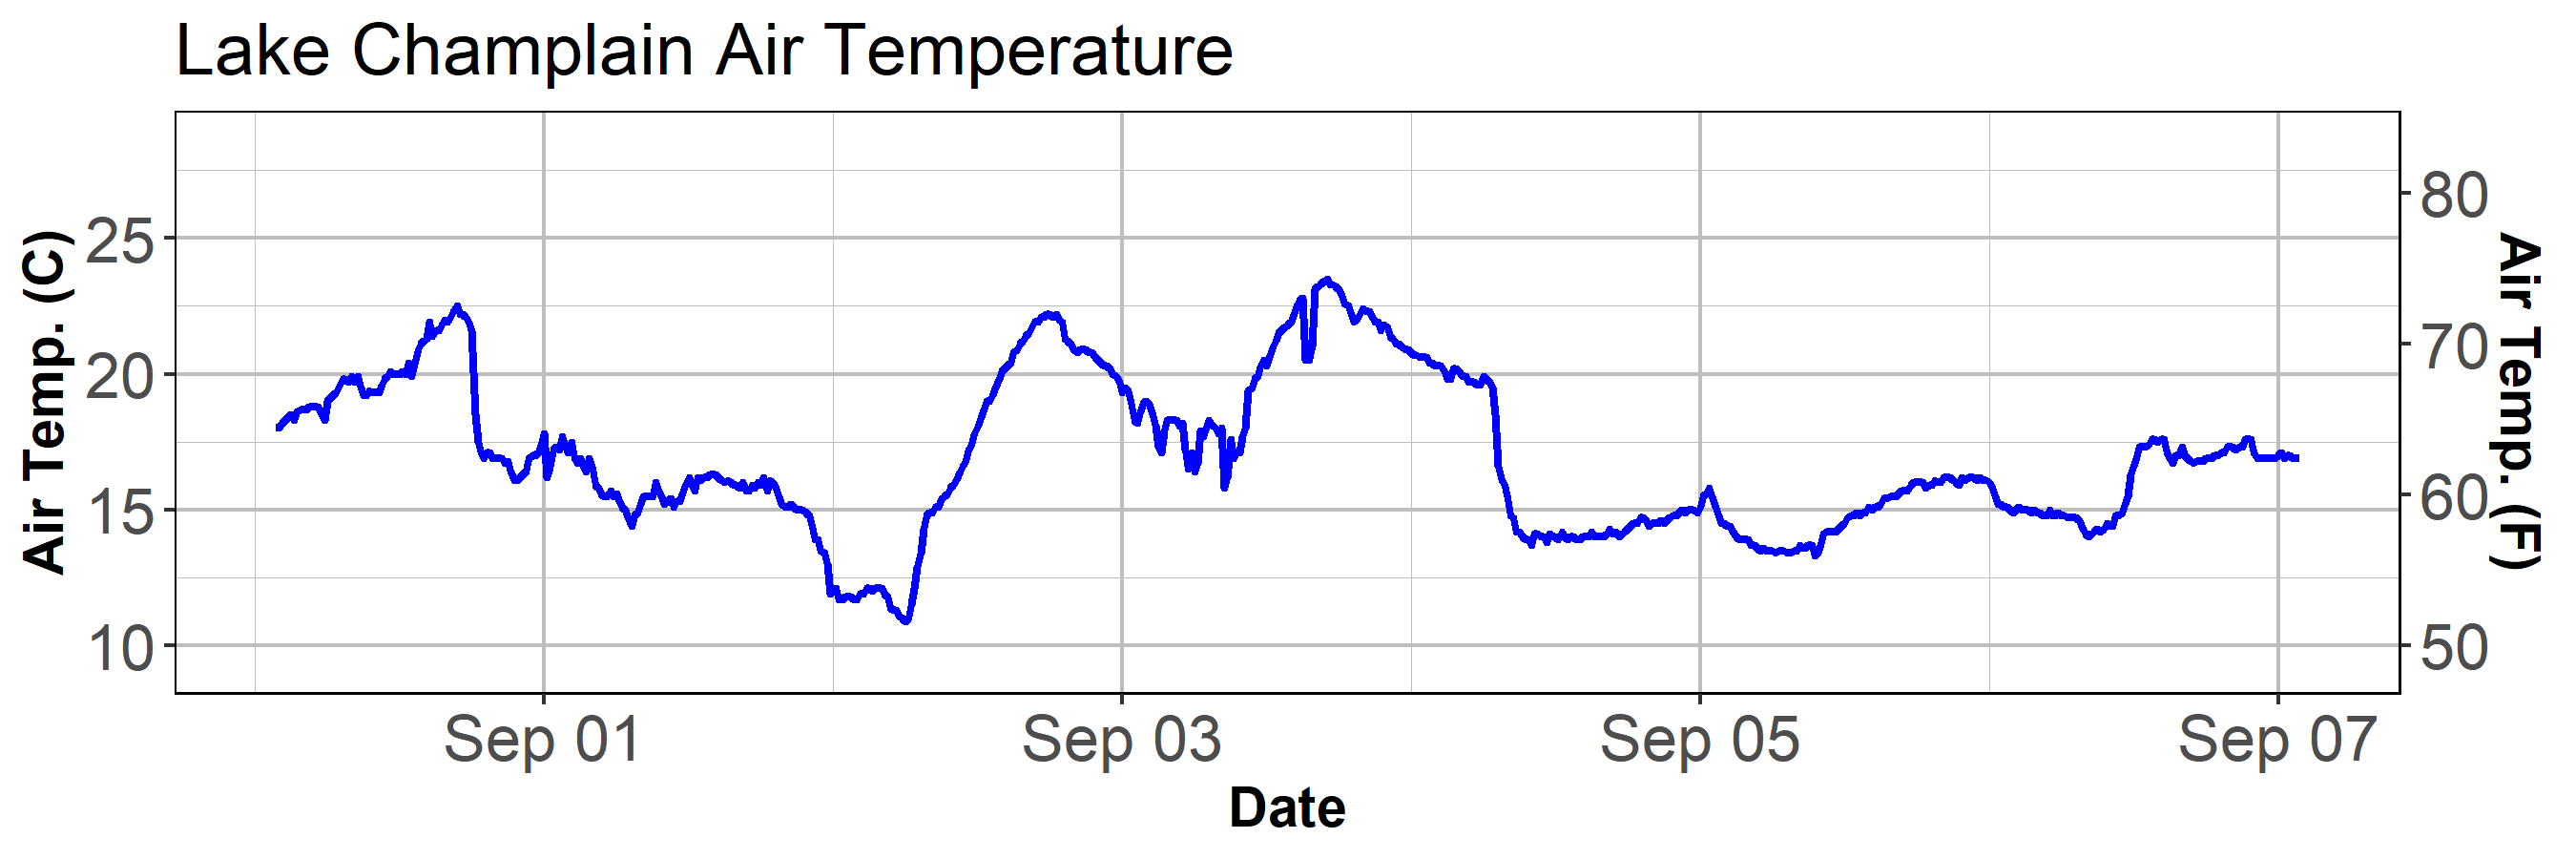 Lake Champlain Air Temperature
Air Temp. (C)
25
20
15
10
80
70
60
50
Air Temp. (F)
Sep 01
Sep 03
Sep 05
Sep 07
Date